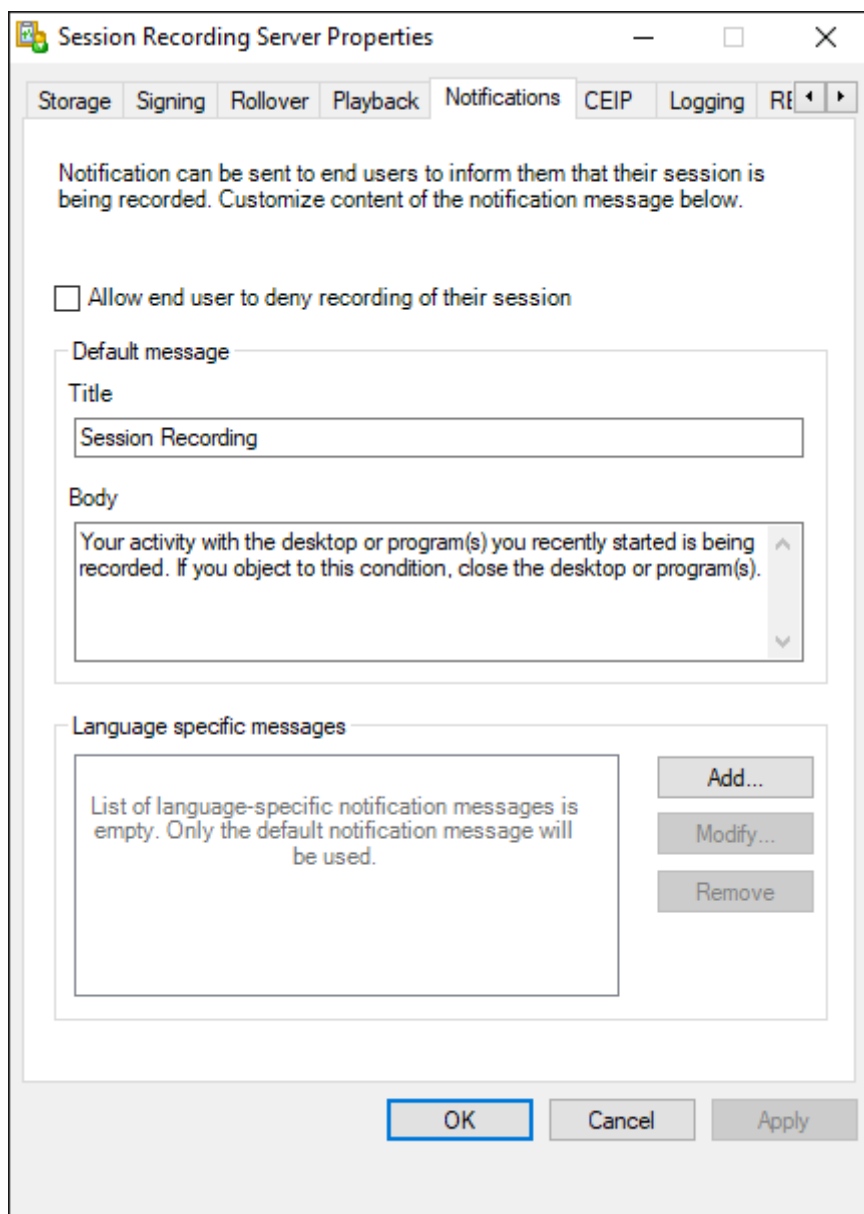 Session Recording Server Properties
Storage Signing Rollover Playback Notifications CEIP Logging
Notification can be sent to end users to inform them that their session is
being recorded. Customize content of the notification message below.
Allow end user to deny recording of their session
Default message
Title
Session Recording
Body
Your activity with the desktop or program(s) you recently started is being
recorded. If you object to this condition, close the desktop or program(s).
Language specific messages
List of language-specific notification messages is
empty. Only the default notification message will
be used.
Add...
Modify...
Remove
OK Cancel Apply